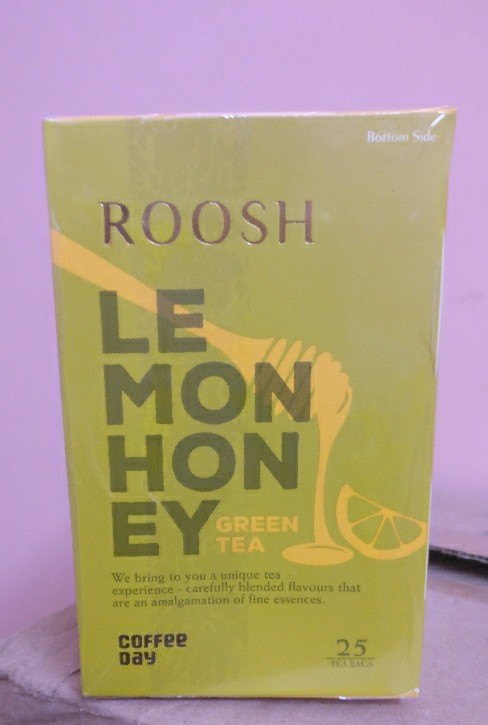 Bottom Side
ROOSH
LE
MON
HON
EY
GREEN
TEA
We bring to you a unique tea
experience - carefully blended flavours that
are an amalgamation of fine essences.
COFFee
Day
25
TEA BAGS